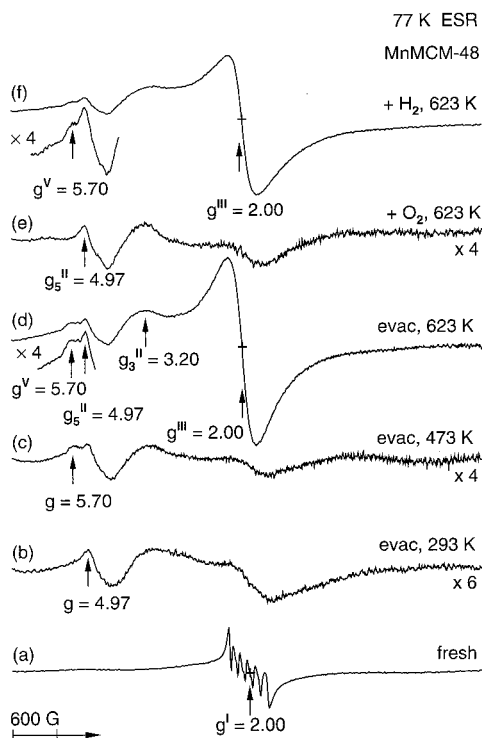 77 K ESR
MnMCM-48
(f)
+ H₂, 623 K
× 4
gⱽ = 5.70
gᴵᴵᴵ = 2.00
(e)
+ O₂, 623 K
x 4
g₅ᴵᴵ = 4.97
(d)
evac, 623 K
× 4
g₃ᴵᴵ = 3.20
gⱽ = 5.70
g₅ᴵᴵ = 4.97
gᴵᴵᴵ = 2.00
(c)
evac, 473 K
x 4
g = 5.70
(b)
evac, 293 K
x 6
g = 4.97
(a)
fresh
gᴵ = 2.00
600 G